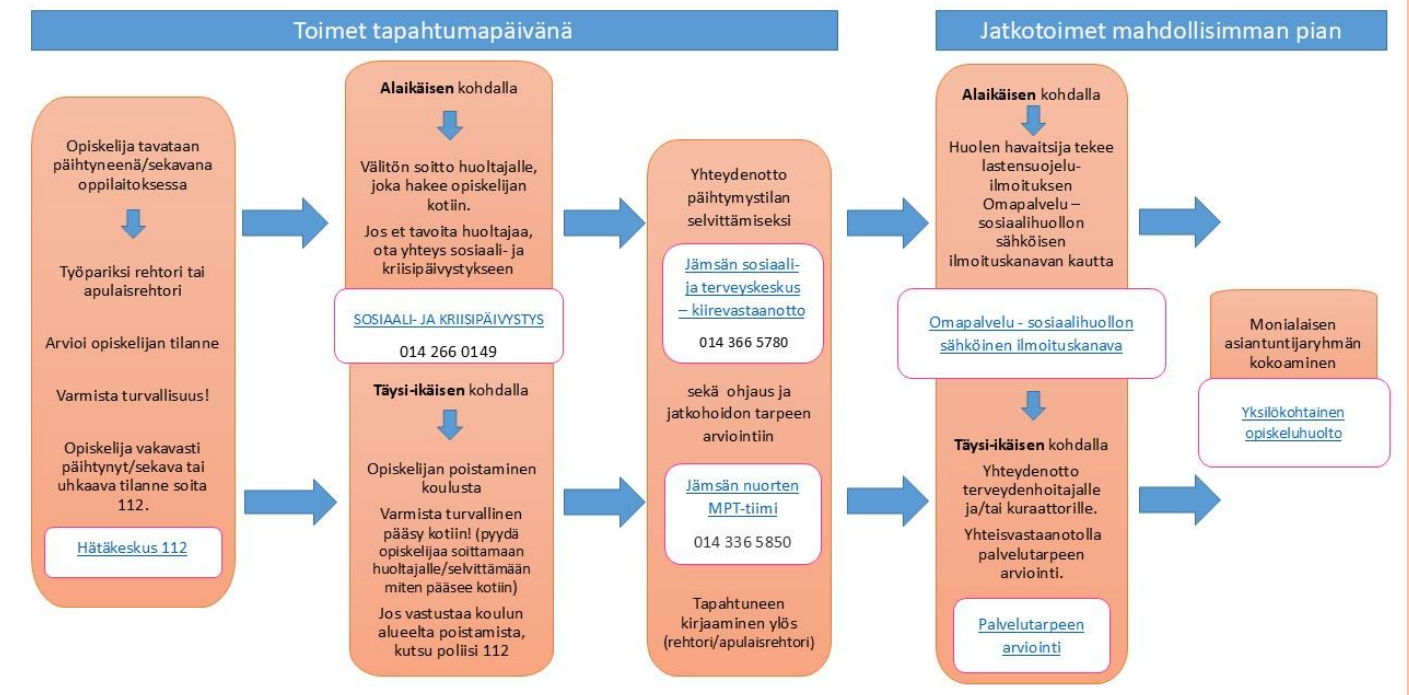 Toimet tapahtumapäivänä
Jatkotoimet mahdollisimman pian
Opiskelija tavataan
päihtyneenä/sekavana
oppilaitoksessa
Työpariksi rehtori tai
apulaisrehtori
Arvioi opiskelijan tilanne
Varmista turvallisuus!
Opiskelija vakavasti
päihtynyt/sekava tai
uhkaava tilanne soita
112.
Hätäkeskus 112
Alaikäisen kohdalla
Välitön soitto huoltajalle,
joka hakee opiskelijan
kotiin.
Jos et tavoita huoltajaa,
ota yhteys sosiaali- ja
kriisipäivystykseen
SOSIAALI- JA KRIISIPÄIVYSTYS
014 266 0149
Täysi-ikäisen kohdalla
Opiskelijan poistaminen
koulusta
Varmista turvallinen
pääsy kotiin! (pyydä
opiskelijaa soittamaan
huoltajalle/selvittämään
miten pääsee kotiin)
Jos vastustaa koulun
alueelta poistamista,
kutsu poliisi 112
Yhteydenotto
päihtymystilan
selvittämiseksi
Jämsän sosiaali-
ja terveyskeskus
– kiirevastaanotto
014 366 5780
sekä ohjaus ja
jatkohoidon tarpeen
arviointiin
Jämsän nuorten
MPT-tiimi
014 336 5850
Tapahtuneen
kirjaaminen ylös
(rehtori/apulaisrehtori)
Alaikäisen kohdalla
Huolen havaitsija tekee
lastensuojelu-
ilmoituksen
Omapalvelu –
sosiaalihuollon
sähköisen
ilmoituskanavan kautta
Omapalvelu - sosiaalihuollon
sähköinen ilmoituskanava
Täysi-ikäisen kohdalla
Yhteydenotto
terveydenhoitajalle
ja/tai kuraattorille.
Yhteisvastaanotolla
palvelutarpeen
arviointi.
Palvelutarpeen
arviointi
Monialaisen
asiantuntijaryhmän
kokoaminen
Yksilökohtainen
opiskeluhuolto